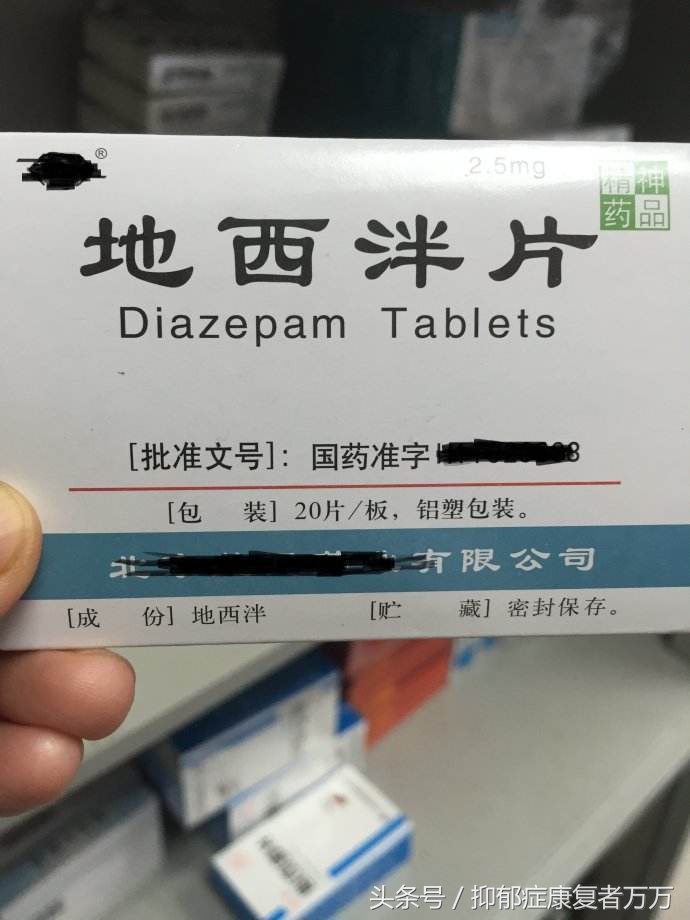 ®
2.5mg
精神
药品
地西泮片
Diazepam Tablets
[批准文号]：国药准字
[包 装] 20片/板，铝塑包装。
有限公司
[成 份] 地西泮 [贮 藏] 密封保存。
头条号 / 抑郁症康复者万万